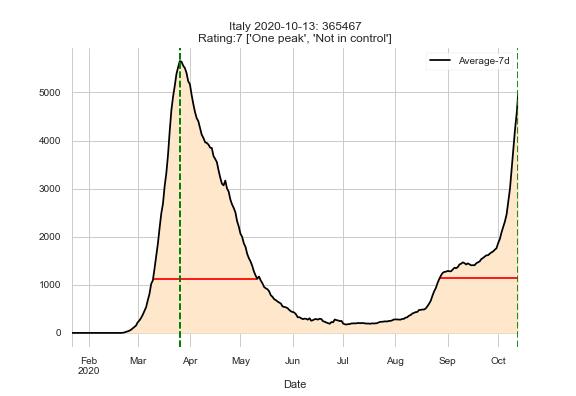 Italy 2020-10-13: 365467
Rating:7 ['One peak', 'Not in control']
Average-7d
5000
4000
3000
2000
1000
0
Feb Mar Apr May Jun Jul Aug Sep Oct
2020
Date